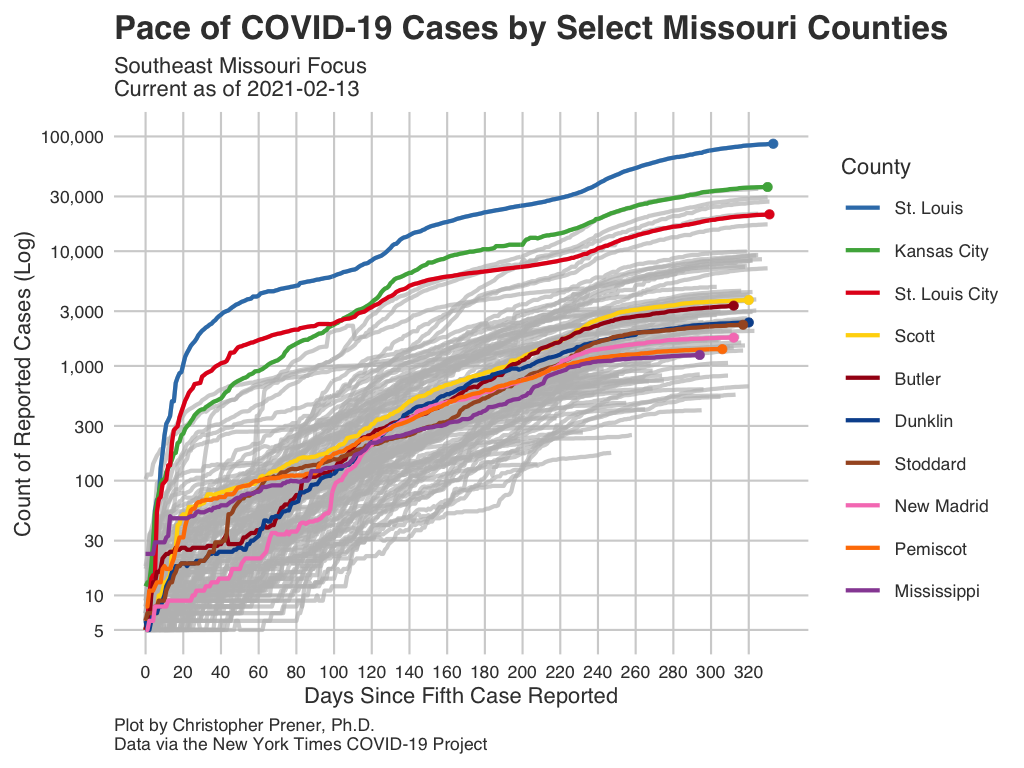 Pace of COVID-19 Cases by Select Missouri Counties
Southeast Missouri Focus
Current as of 2021-02-13
Count of Reported Cases (Log)
100,000
30,000
10,000
3,000
1,000
300
100
30
10
5
0 20 40 60 80 100 120 140 160 180 200 220 240 260 280 300 320
Days Since Fifth Case Reported
County
St. Louis
Kansas City
St. Louis City
Scott
Butler
Dunklin
Stoddard
New Madrid
Pemiscot
Mississippi
Plot by Christopher Prener, Ph.D.
Data via the New York Times COVID-19 Project